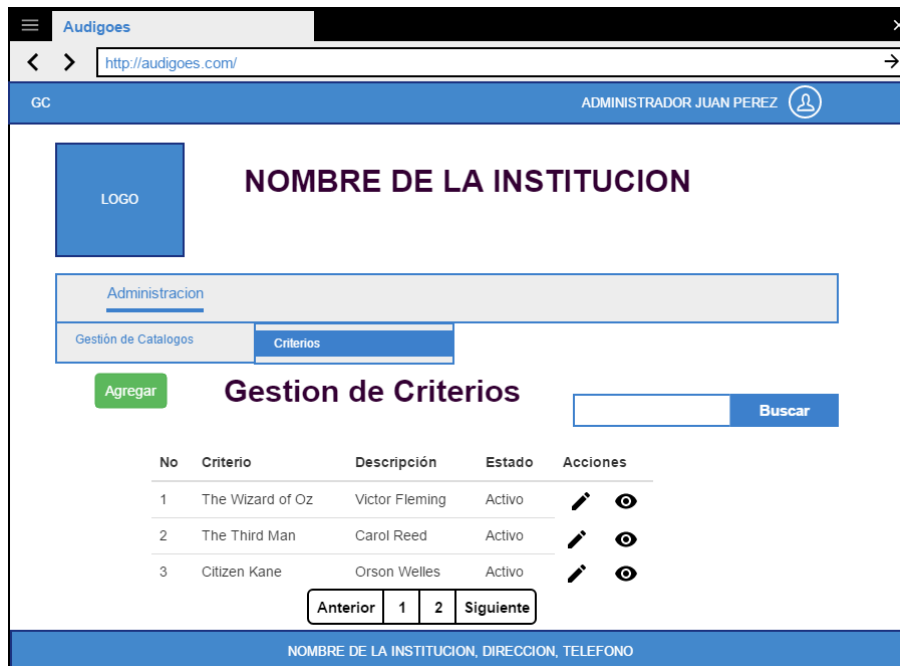 Audigoes
http://audigoes.com/
GC ADMINISTRADOR JUAN PEREZ
LOGO
NOMBRE DE LA INSTITUCION
Administracion
Gestión de Catalogos Criterios
Agregar
Gestion de Criterios
Buscar
No Criterio Descripción Estado Acciones
1 The Wizard of Oz Victor Fleming Activo
2 The Third Man Carol Reed Activo
3 Citizen Kane Orson Welles Activo
Anterior 1 2 Siguiente
NOMBRE DE LA INSTITUCION, DIRECCION, TELEFONO